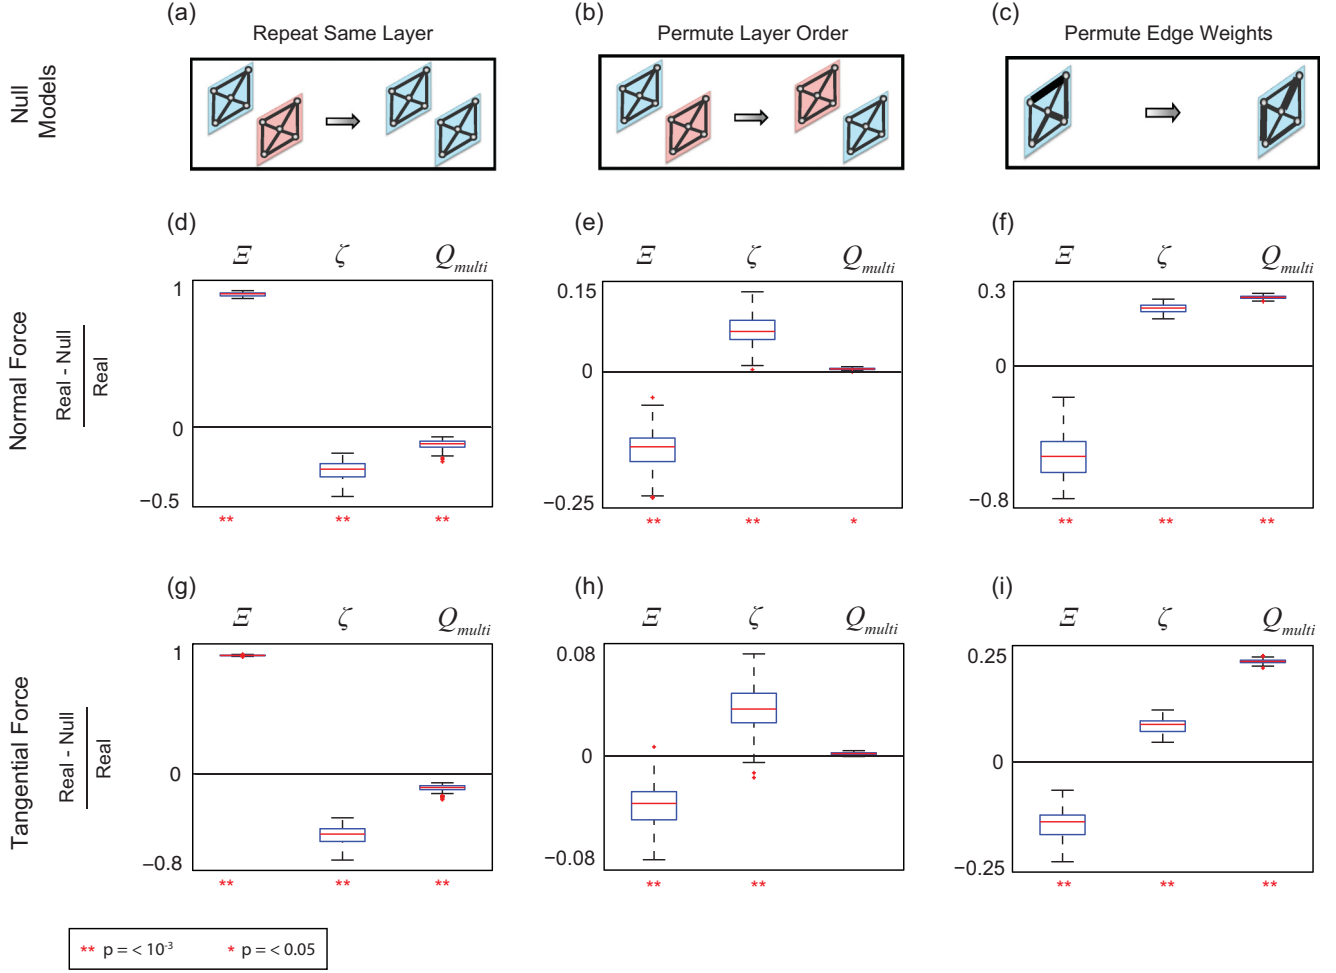 (a) (b) (c)
Repeat Same Layer Permute Layer Order Permute Edge Weights
Null
Models
(d) (e) (f)
Ξ ζ Q multi Ξ ζ Q multi Ξ ζ Q multi
Normal Force
Real - Null
Real
1
0
−0.5
** ** **
0.15
0
−0.25
** ** *
0.3
0
−0.8
** ** **
(g) (h) (i)
Ξ ζ Q multi Ξ ζ Q multi Ξ ζ Q multi
Tangential Force
Real - Null
Real
1
0
−0.8
** ** **
0.08
0
−0.08
** **
0.25
0
−0.25
** ** **
** p = < 10⁻³ * p = < 0.05